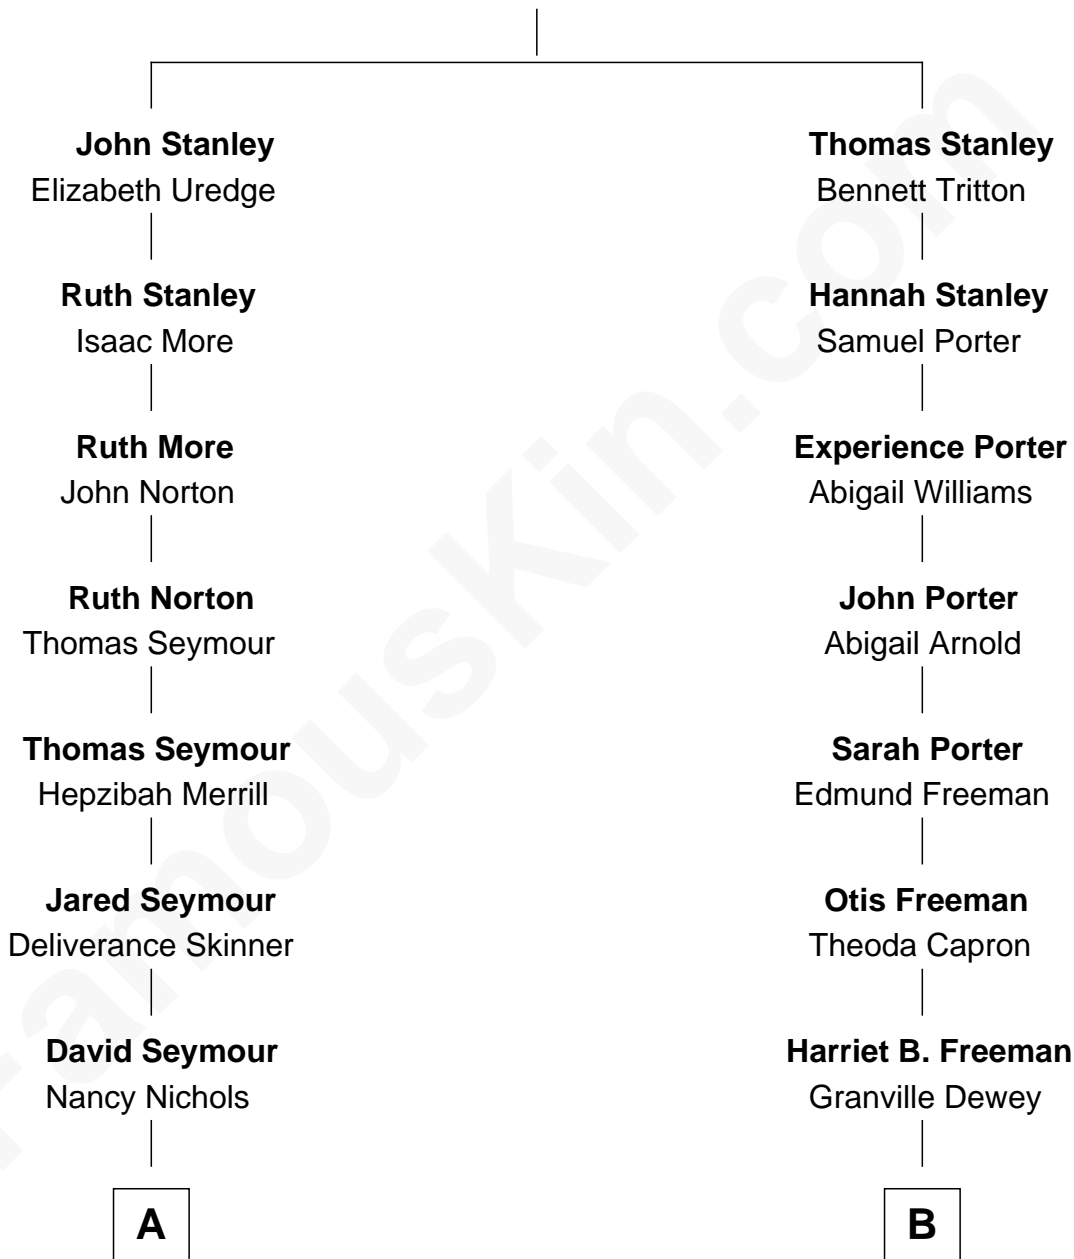 John Stanley
Elizabeth Uredge
Ruth Stanley
Isaac More
Ruth More
John Norton
Ruth Norton
Thomas Seymour
Thomas Seymour
Hepzibah Merrill
Jared Seymour
Deliverance Skinner
David Seymour
Nancy Nichols
A
Thomas Stanley
Bennett Tritton
Hannah Stanley
Samuel Porter
Experience Porter
Abigail Williams
John Porter
Abigail Arnold
Sarah Porter
Edmund Freeman
Otis Freeman
Theoda Capron
Harriet B. Freeman
Granville Dewey
B
FamousKin.com